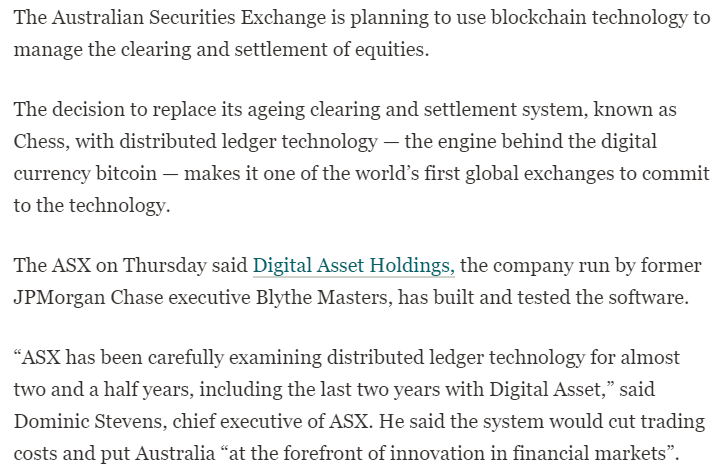 The Australian Securities Exchange is planning to use blockchain technology to
manage the clearing and settlement of equities.
The decision to replace its ageing clearing and settlement system, known as
Chess, with distributed ledger technology — the engine behind the digital
currency bitcoin — makes it one of the world’s first global exchanges to commit
to the technology.
The ASX on Thursday said Digital Asset Holdings, the company run by former
JPMorgan Chase executive Blythe Masters, has built and tested the software.
“ASX has been carefully examining distributed ledger technology for almost
two and a half years, including the last two years with Digital Asset,” said
Dominic Stevens, chief executive of ASX. He said the system would cut trading
costs and put Australia “at the forefront of innovation in financial markets”.